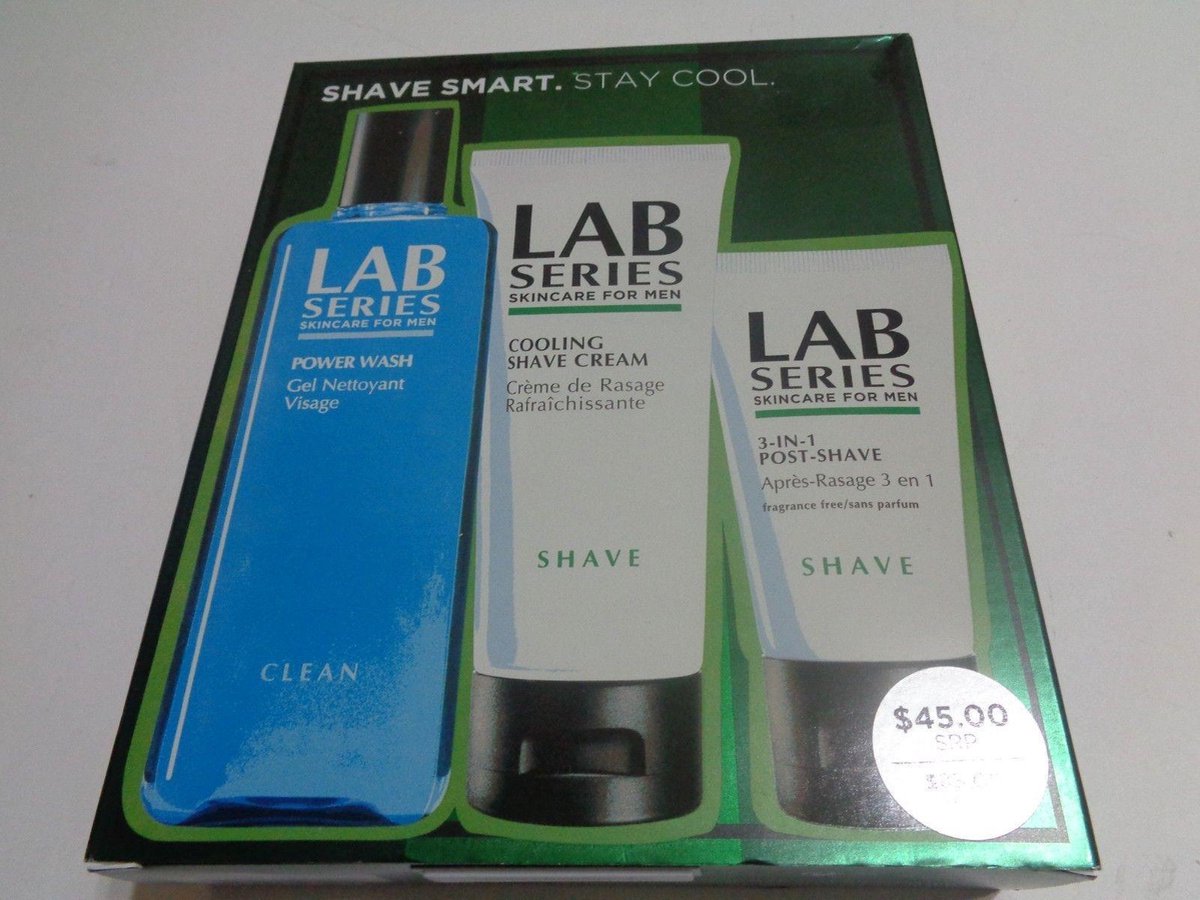 SHAVE SMART. STAY COOL.
LAB
SERIES
SKINCARE FOR MEN
POWER WASH
Gel Nettoyant
Visage
CLEAN
LAB
SERIES
SKINCARE FOR MEN
COOLING
SHAVE CREAM
Crème de Rasage
Rafraîchissante
SHAVE
LAB
SERIES
SKINCARE FOR MEN
3-IN-1
POST-SHAVE
Après-Rasage 3 en 1
fragrance free/sans parfum
SHAVE
$45.00
SRP